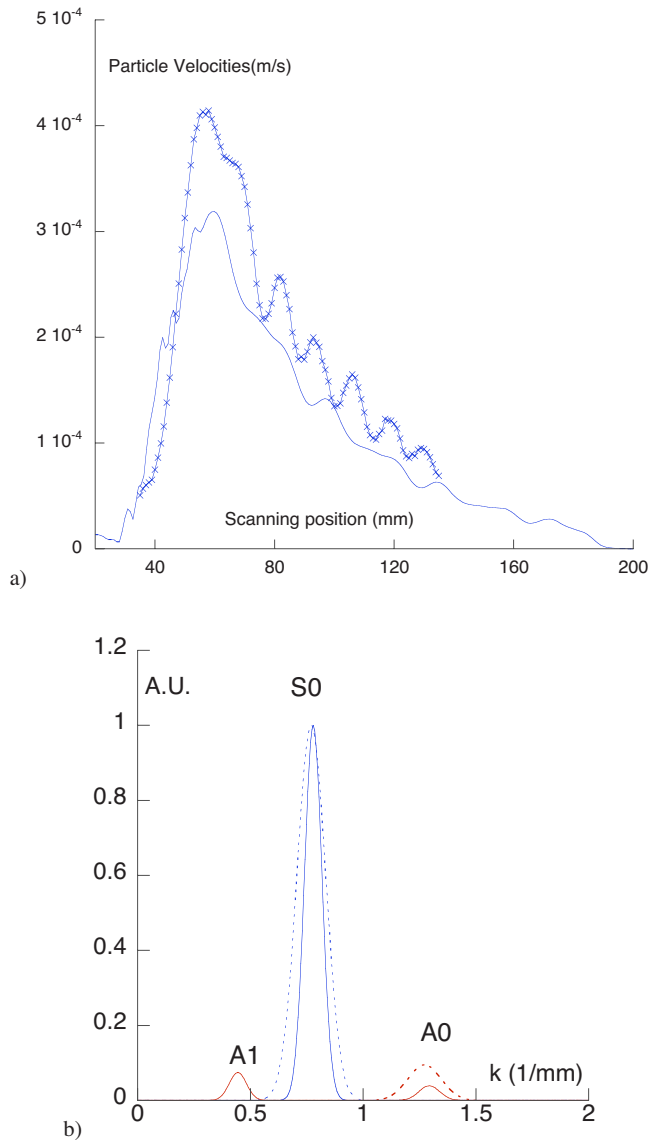 5 10-4
Particle Velocities(m/s)
4 10-4
3 10-4
2 10-4
1 10-4
Scanning position (mm)
0
40 80 120 160 200
a)
1.2
A.U. S0
1
0.8
0.6
0.4
0.2
A1 A0 k (1/mm)
0
0 0.5 1 1.5 2
b)